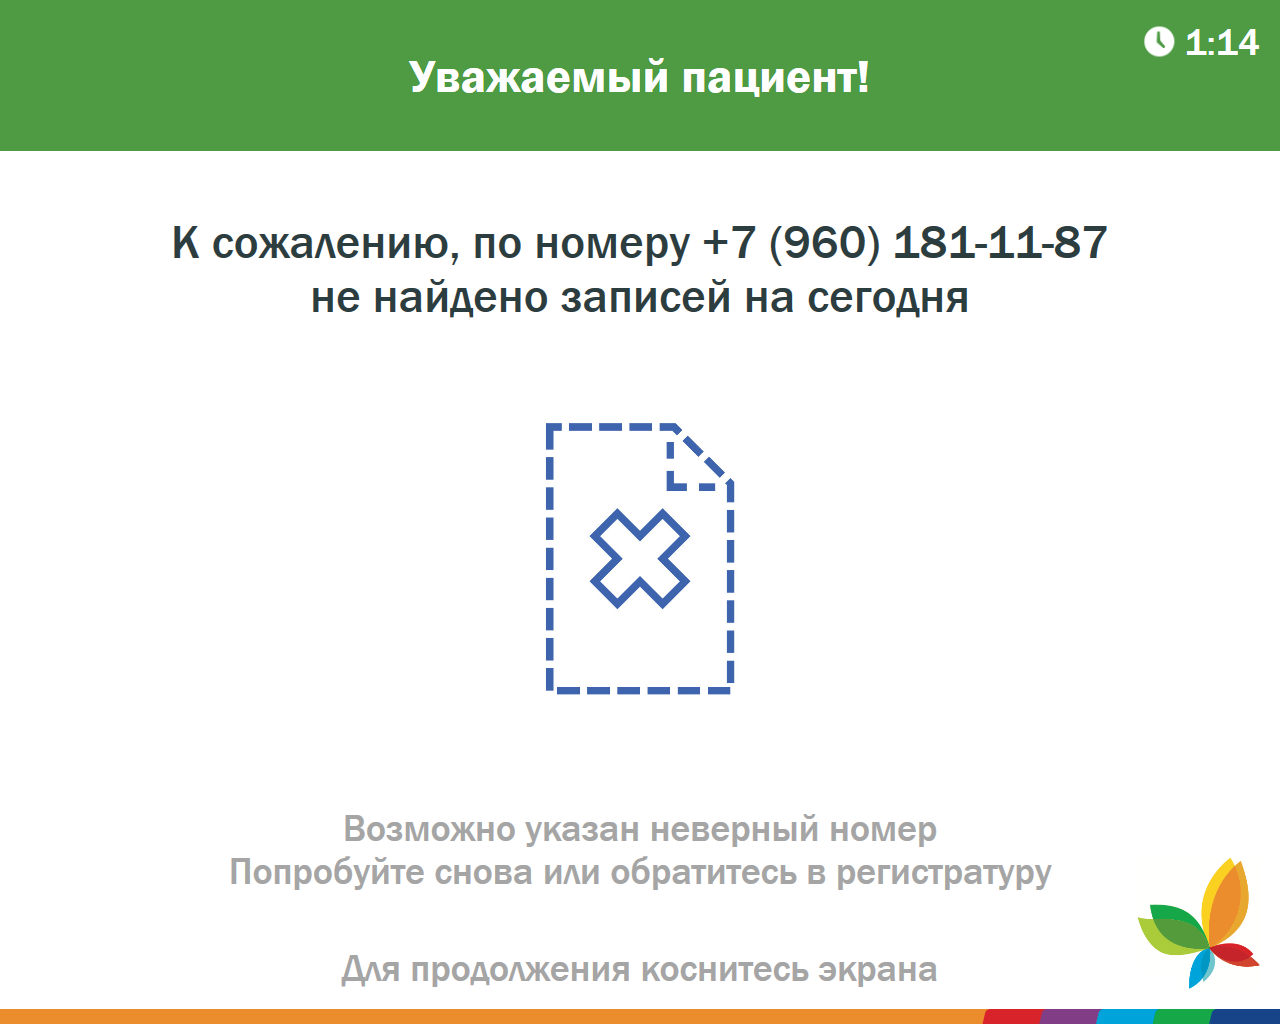 1:14
Уважаемый пациент!
К сожалению, по номеру +7 (960) 181-11-87
не найдено записей на сегодня
Возможно указан неверный номер
Попробуйте снова или обратитесь в регистратуру
Для продолжения коснитесь экрана